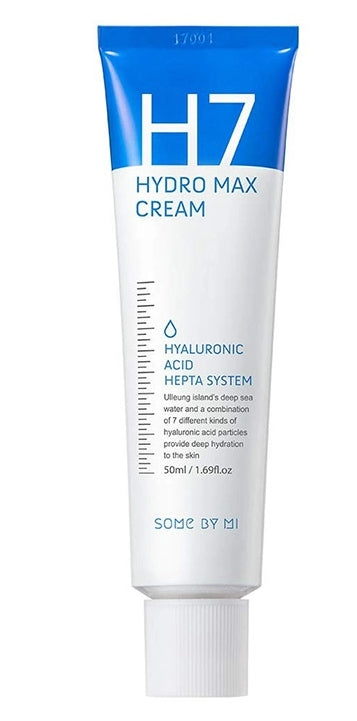 17004
H7
HYDRO MAX
CREAM
HYALURONIC
ACID
HEPTA SYSTEM
Ulleung island's deep sea
water and a combination
of 7 different kinds of
hyaluronic acid particles
provide deep hydration
to the skin
50ml / 1.69fl.oz
SOME BY MI